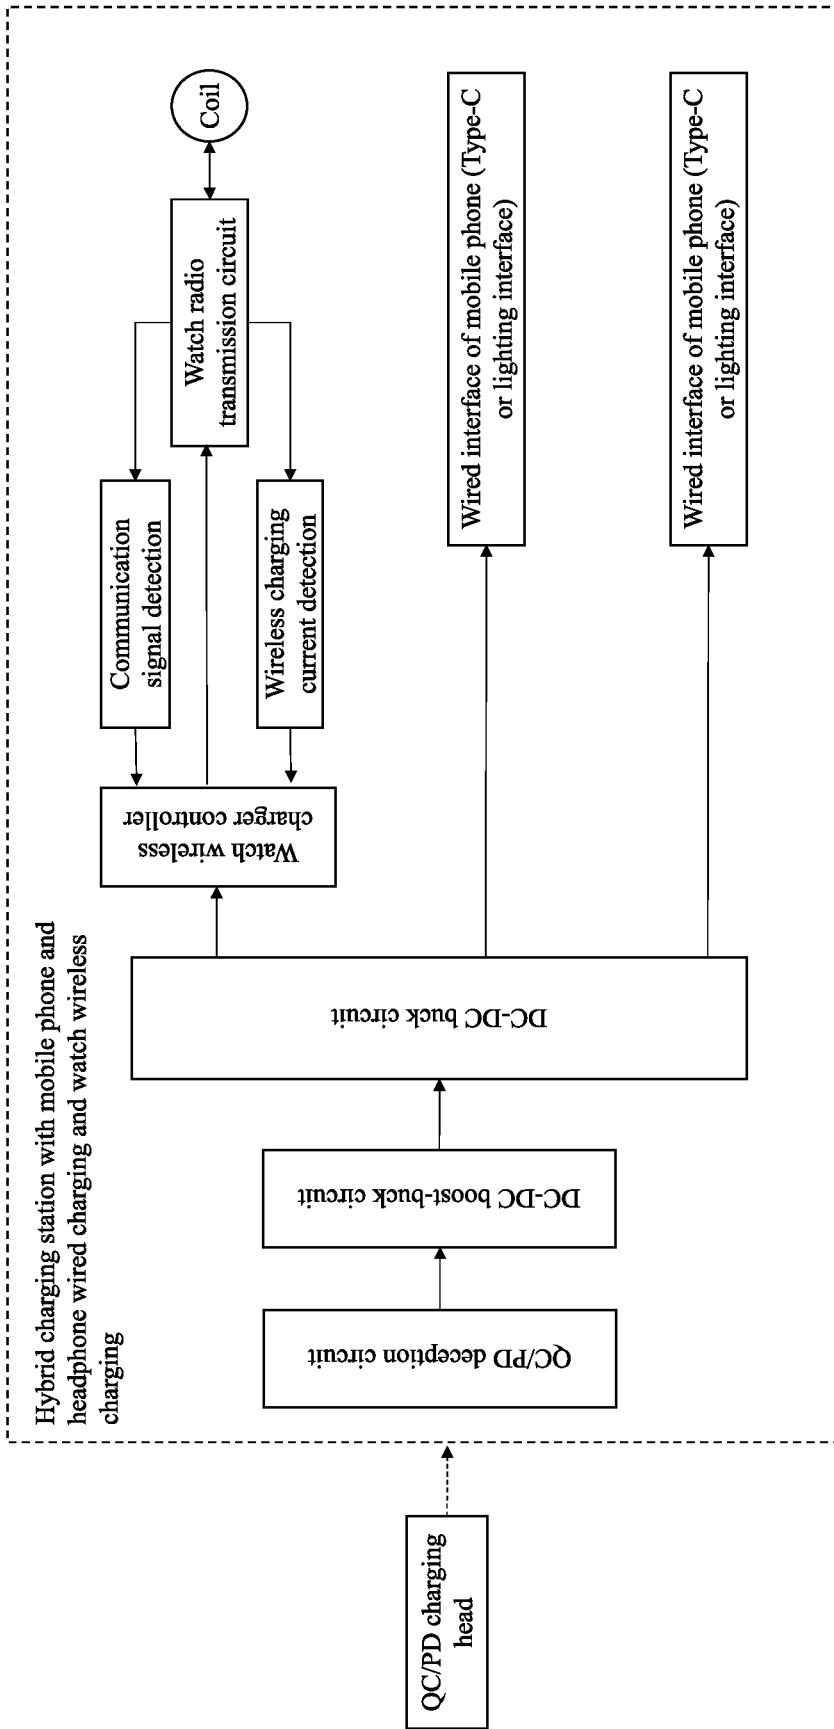 Hybrid charging station with mobile phone and
headphone wired charging and watch wireless
charging
QC/PD charging
head
QC/PD deception circuit
DC-DC boost-buck circuit
DC-DC buck circuit
Watch wireless
charger controller
Communication
signal detection
Wireless charging
current detection
Watch radio
transmission circuit
Coil
Wired interface of mobile phone (Type-C
or lighting interface)
Wired interface of mobile phone (Type-C
or lighting interface)